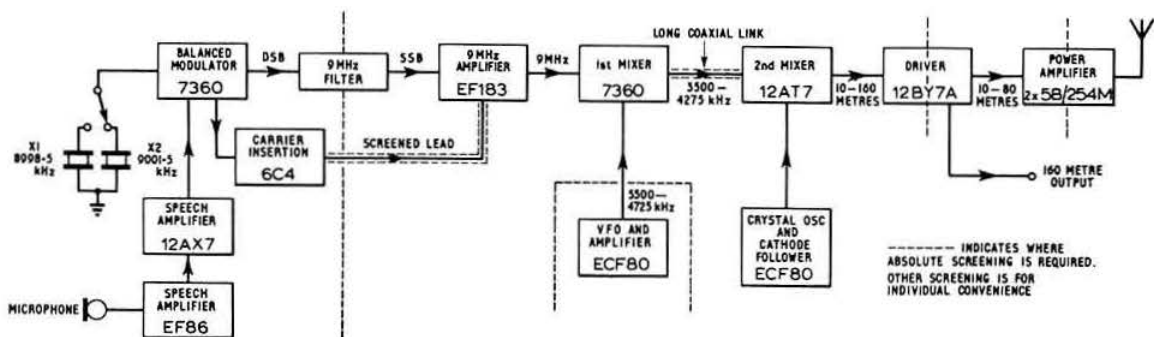 BALANCED
MODULATOR
7360
DSB
9MHz
FILTER
SSB
9MHz
AMPLIFIER
EF183
9MHz
1st MIXER
7360
LONG COAXIAL LINK
3500—
4275 kHz
2nd MIXER
12AT7
10—160
METRES
DRIVER
12BY7A
10—80
METRES
POWER
AMPLIFIER
2x5B/254M
X1
8998·5
kHz
X2
9001·5
kHz
CARRIER
INSERTION
6C4
SCREENED LEAD
160 METRE
OUTPUT
SPEECH
AMPLIFIER
12AX7
5500—
4725kHz
VFO AND
AMPLIFIER
ECF80
CRYSTAL OSC
AND
CATHODE
FOLLOWER
ECF80
------- INDICATES WHERE
ABSOLUTE SCREENING IS REQUIRED.
OTHER SCREENING IS FOR
INDIVIDUAL CONVENIENCE
MICROPHONE
SPEECH
AMPLIFIER
EF86